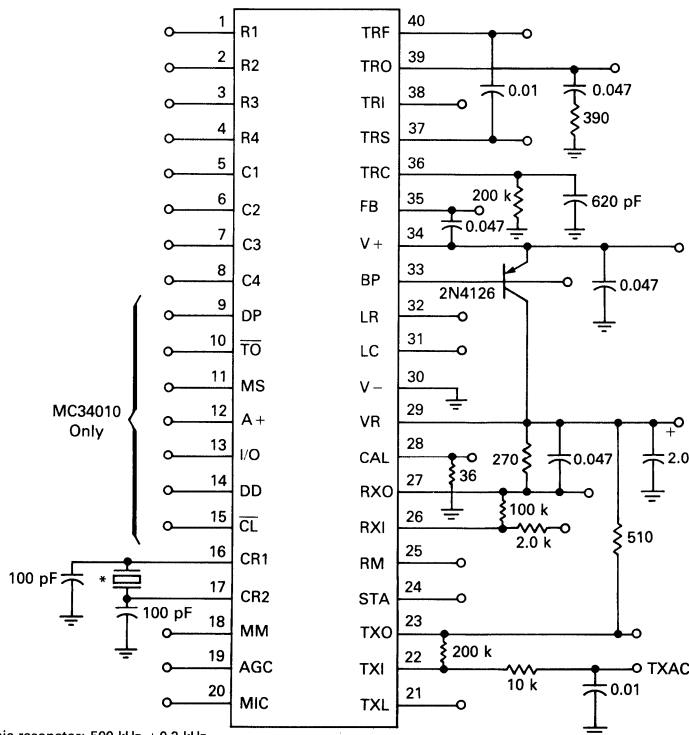 1 R1 TRF 40
2 R2 TRO 39
3 R3 TRI 38
4 R4 TRS 37
5 C1 TRC 36
6 C2 FB 35
7 C3 V+ 34
8 C4 BP 33
9 DP LR 32
10 TO LC 31
11 MS V- 30
12 A+ VR 29
13 I/O CAL 28
14 DD RXO 27
15 CL RXI 26
16 CR1 RM 25
17 CR2 STA 24
18 MM TXO 23
19 AGC TXI 22
20 MIC TXL 21
MC34010
Only
100 pF
*
100 pF
0.01
0.047
390
200 k
620 pF
0.047
2N4126
0.047
+
36
270
0.047
2.0
100 k
2.0 k
510
200 k
10 k
TXAC
0.01
500 kHz